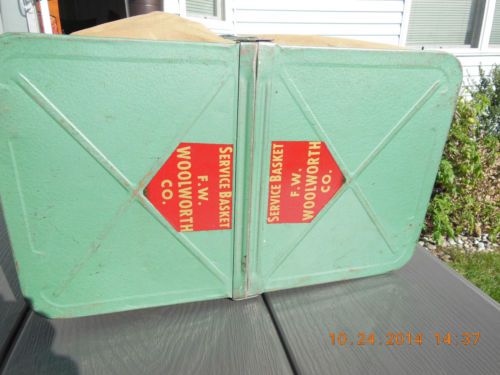 SERVICE BASKET
F.W.
WOOLWORTH
CO.
SERVICE BASKET
F.W.
WOOLWORTH
CO.
10.24.2014 14:37